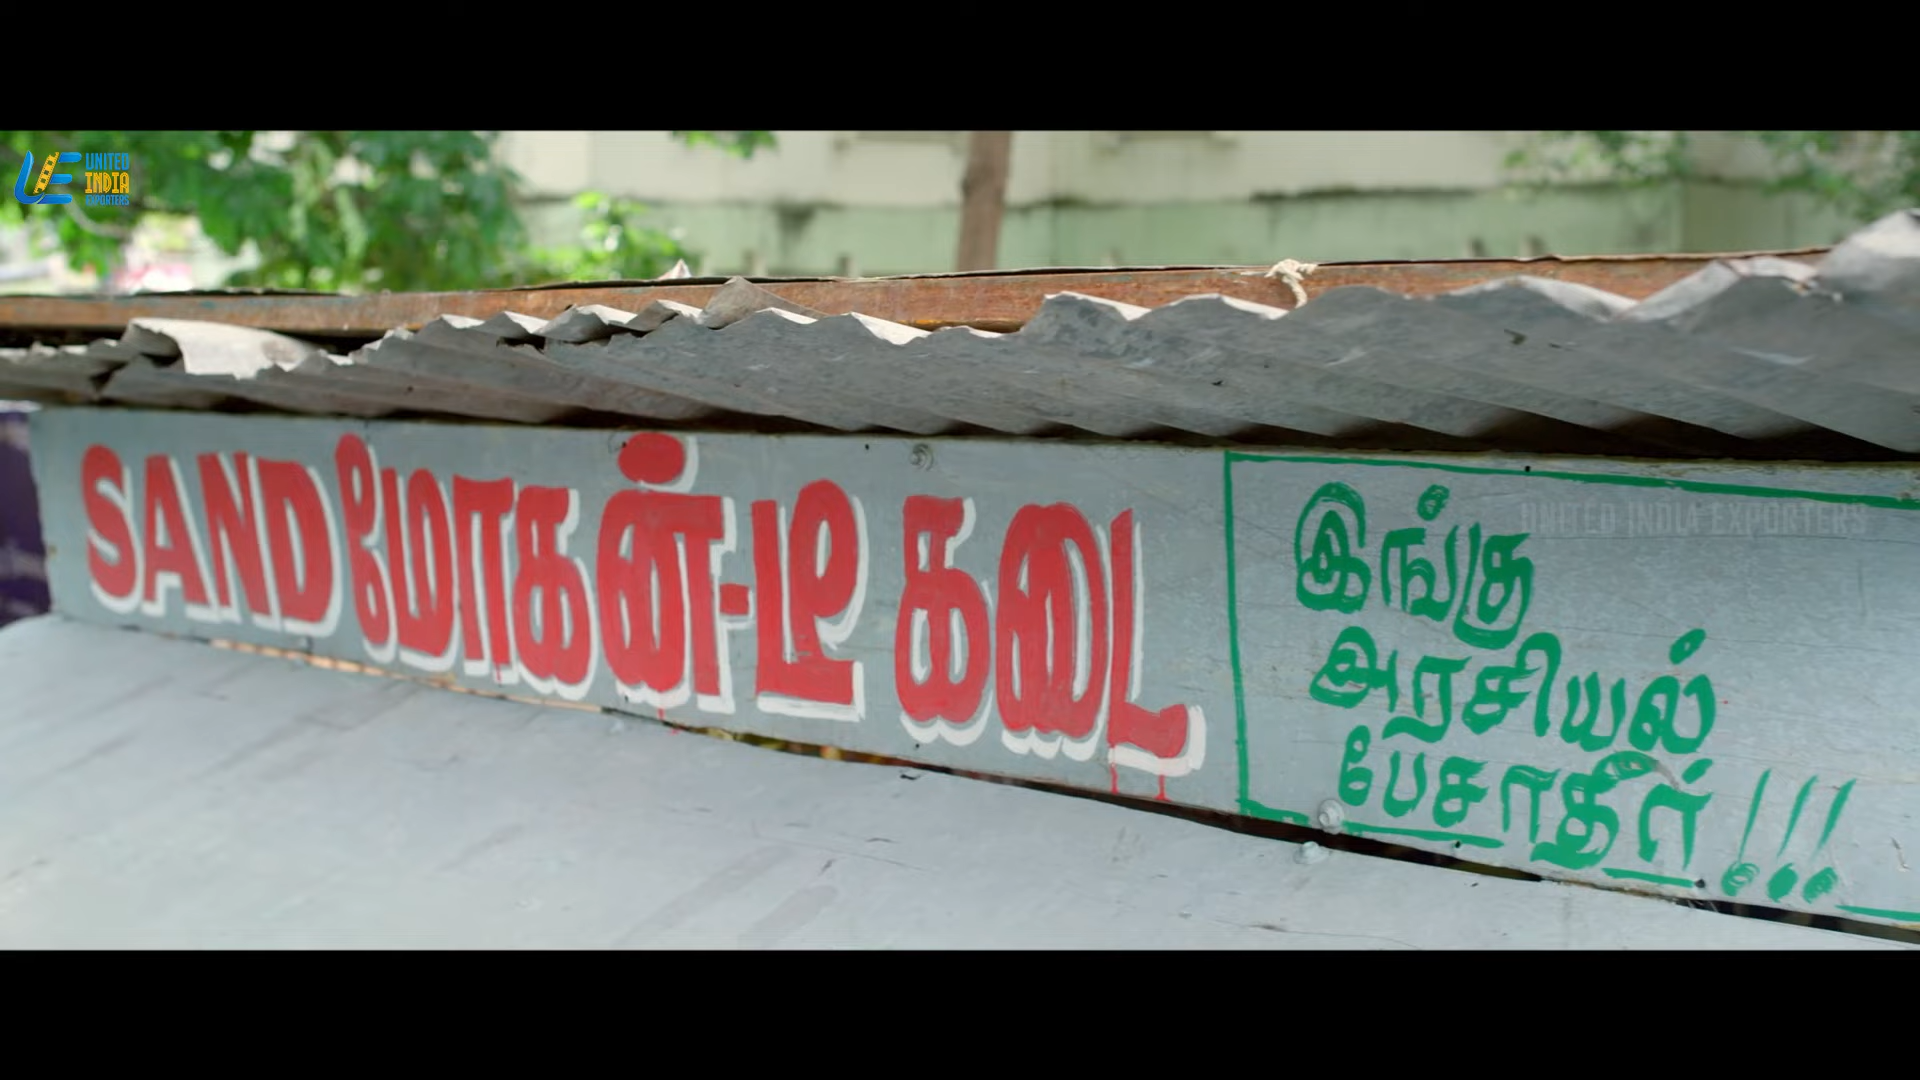 UNITED
INDIA
EXPORTERS
SAND மோகன்-டீ கடை
இங்கு
அரசியல்
பேசாதீர் !!!
UNITED INDIA EXPORTERS